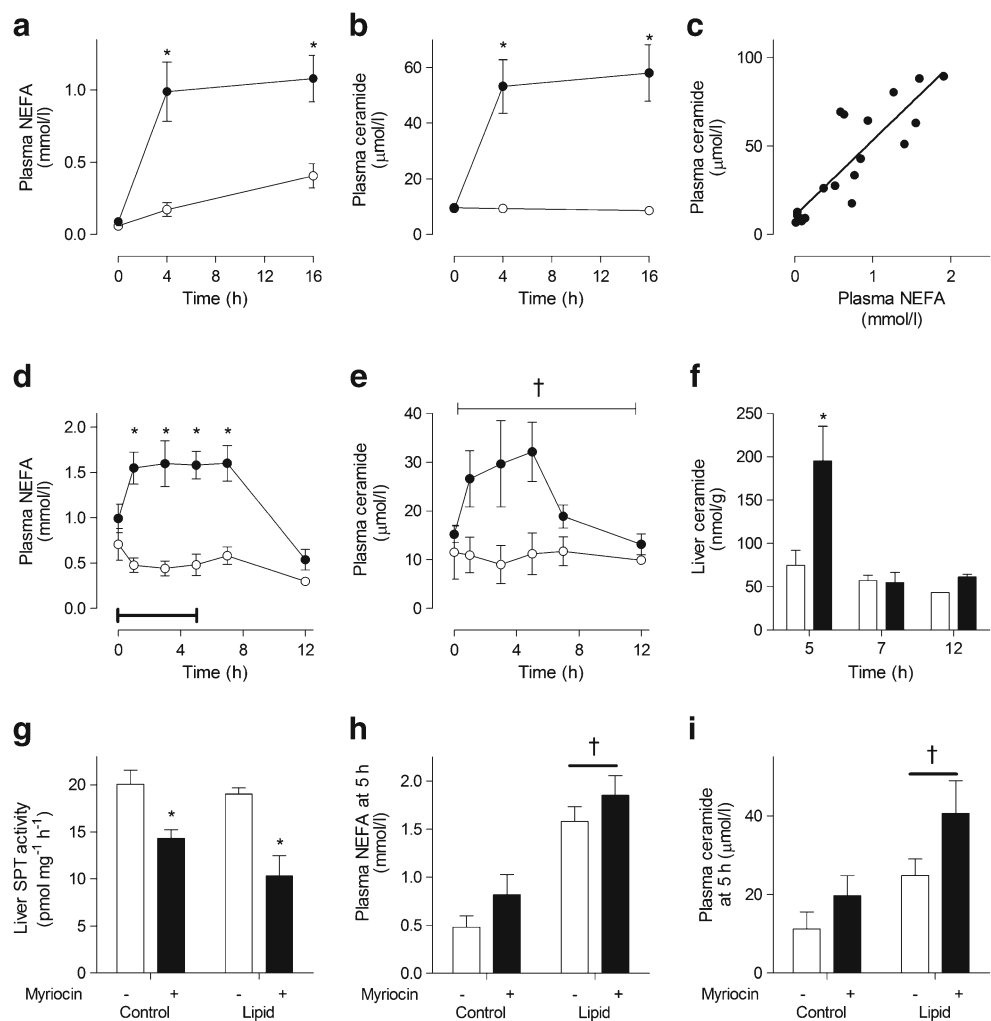 a
Plasma NEFA
(mmol/l)
1.0
0.5
0.0
*
*
0 4 8 12 16
Time (h)
b
Plasma ceramide
(μmol/l)
60
40
20
0
*
*
0 4 8 12 16
Time (h)
c
Plasma ceramide
(μmol/l)
100
50
0
0 1 2
Plasma NEFA
(mmol/l)
d
Plasma NEFA
(mmol/l)
2.0
1.5
1.0
0.5
0.0
* * * *
0 4 8 12
Time (h)
e
Plasma ceramide
(μmol/l)
40
30
20
10
0
†
0 4 8 12
Time (h)
f
Liver ceramide
(nmol/g)
250
200
150
100
50
0
*
5 7 12
Time (h)
g
Liver SPT activity
(pmol mg-1 h-1)
20
15
10
5
0
*
*
Myriocin - + - +
Control Lipid
h
Plasma NEFA at 5 h
(mmol/l)
2.0
1.5
1.0
0.5
0.0
†
Myriocin - + - +
Control Lipid
i
Plasma ceramide
at 5 h (μmol/l)
40
20
0
†
Myriocin - + - +
Control Lipid